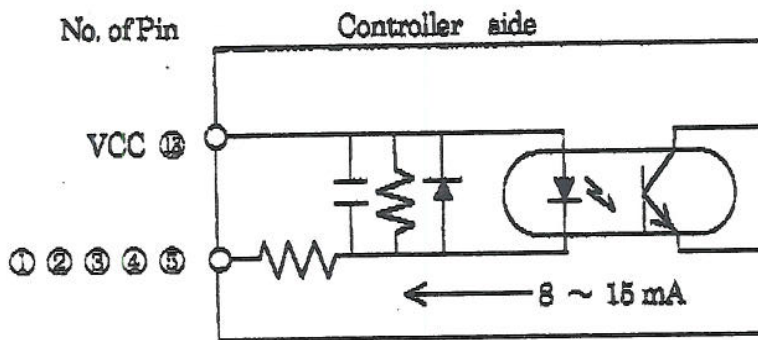 No. of Pin
Controller side
VCC ⑬
① ② ③ ④ ⑤
8 ~ 15 mA